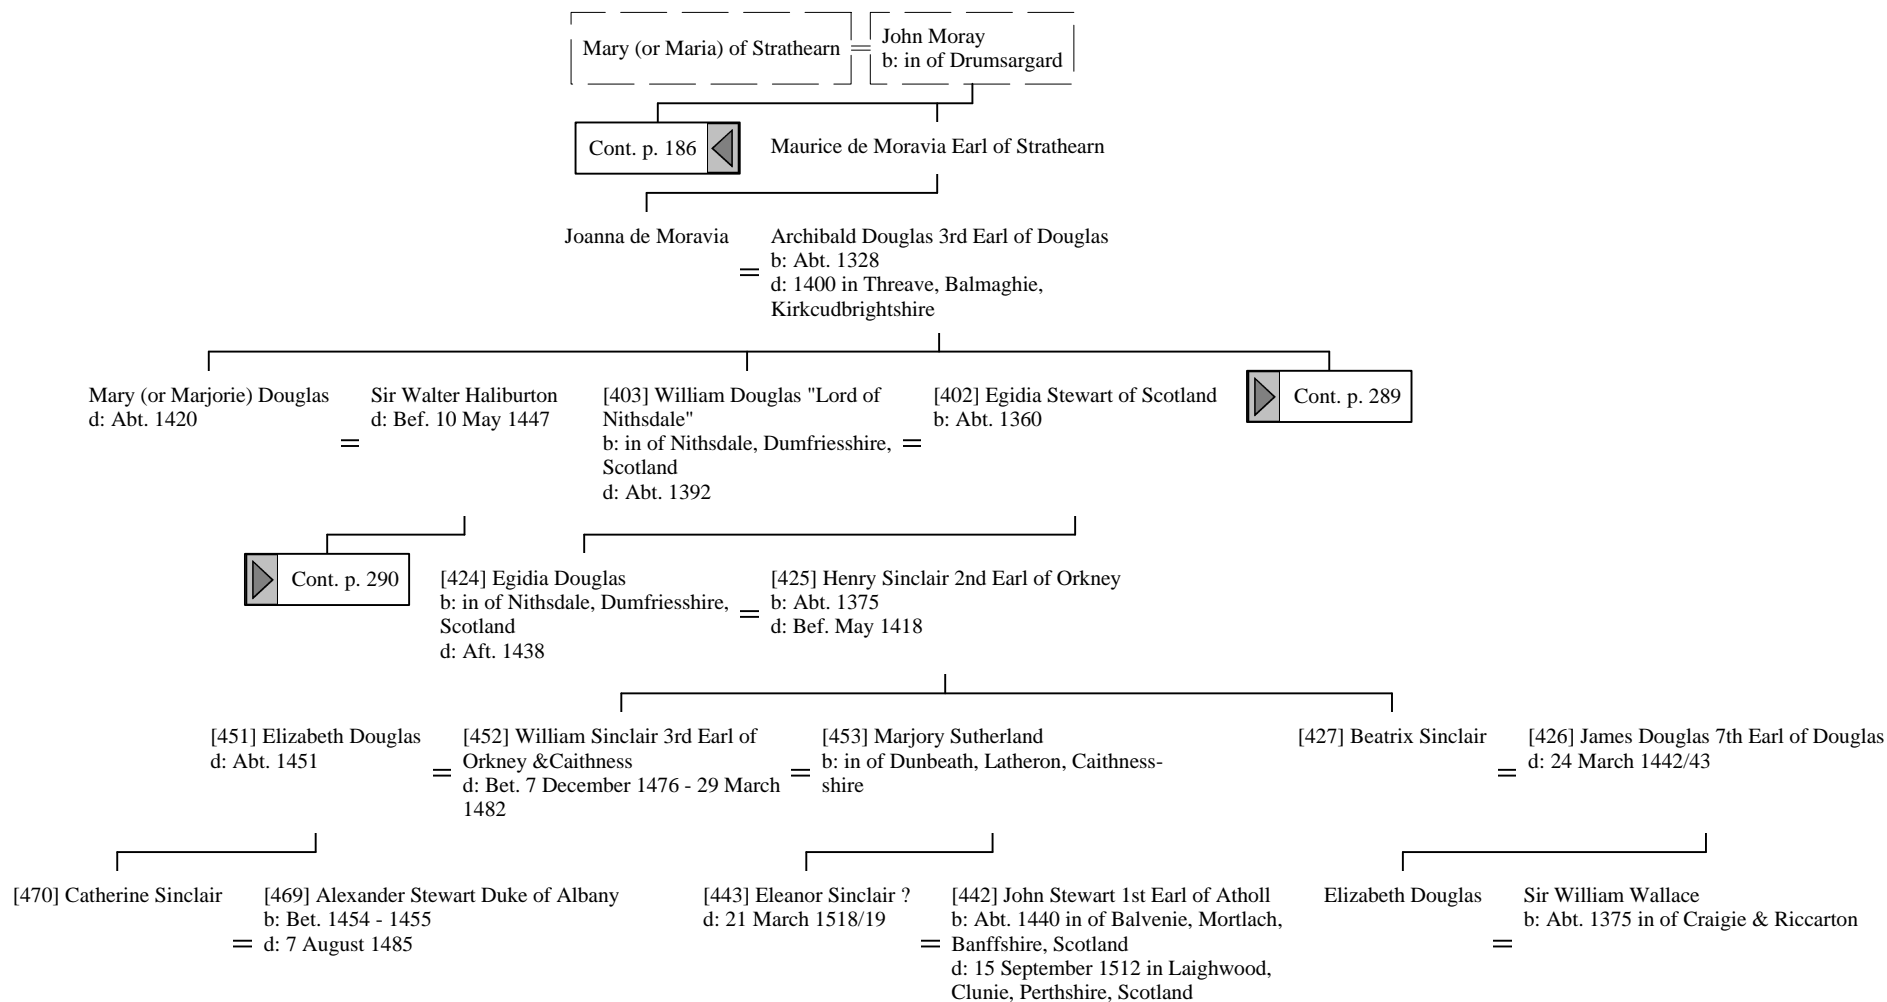 Mary (or Maria) of Strathearn
=
John Moray
b: in of Drumsargard
Cont. p. 186
Maurice de Moravia Earl of Strathearn
Joanna de Moravia
=
Archibald Douglas 3rd Earl of Douglas
b: Abt. 1328
d: 1400 in Threave, Balmaghie,
Kirkcudbrightshire
Mary (or Marjorie) Douglas
d: Abt. 1420
=
Sir Walter Haliburton
d: Bef. 10 May 1447
[403] William Douglas "Lord of
Nithsdale"
b: in of Nithsdale, Dumfriesshire,
Scotland
d: Abt. 1392
=
[402] Egidia Stewart of Scotland
b: Abt. 1360
Cont. p. 289
Cont. p. 290
[424] Egidia Douglas
b: in of Nithsdale, Dumfriesshire,
Scotland
d: Aft. 1438
=
[425] Henry Sinclair 2nd Earl of Orkney
b: Abt. 1375
d: Bef. May 1418
[451] Elizabeth Douglas
d: Abt. 1451
=
[452] William Sinclair 3rd Earl of
Orkney &Caithness
d: Bet. 7 December 1476 - 29 March
1482
=
[453] Marjory Sutherland
b: in of Dunbeath, Latheron, Caithness-
shire
[427] Beatrix Sinclair
=
[426] James Douglas 7th Earl of Douglas
d: 24 March 1442/43
[470] Catherine Sinclair
=
[469] Alexander Stewart Duke of Albany
b: Bet. 1454 - 1455
d: 7 August 1485
[443] Eleanor Sinclair ?
d: 21 March 1518/19
=
[442] John Stewart 1st Earl of Atholl
b: Abt. 1440 in of Balvenie, Mortlach,
Banffshire, Scotland
d: 15 September 1512 in Laighwood,
Clunie, Perthshire, Scotland
Elizabeth Douglas
=
Sir William Wallace
b: Abt. 1375 in of Craigie & Riccarton